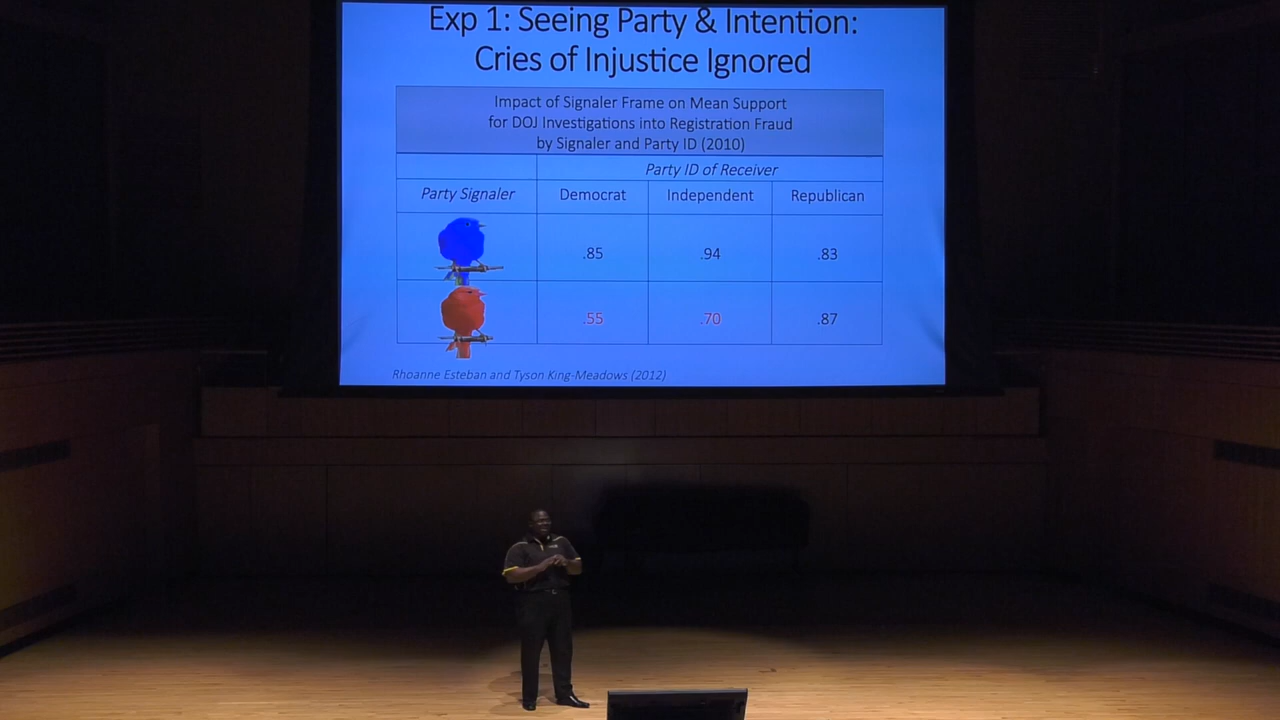 Exp 1: Seeing Party & Intention:
Cries of Injustice Ignored
Impact of Signaler Frame on Mean Support
for DOJ Investigations into Registration Fraud
by Signaler and Party ID (2010)
Party ID of Receiver
Party Signaler Democrat Independent Republican
.85 .94 .83
.55 .70 .87
Rhoanne Esteban and Tyson King-Meadows (2012)